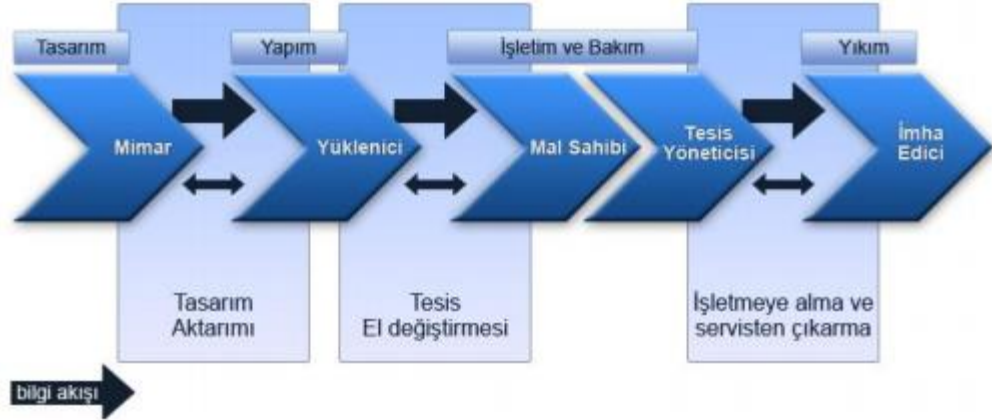 Tasarım
Yapım
İşletim ve Bakım
Yıkım
Mimar
Yüklenici
Mal Sahibi
Tesis
Yöneticisi
İmha
Edici
Tasarım
Aktarımı
Tesis
El değiştirmesi
İşletmeye alma ve
servisten çıkarma
bilgi akışı